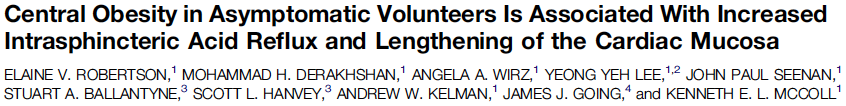 Central Obesity in Asymptomatic Volunteers Is Associated With Increased
Intrasphincteric Acid Reflux and Lengthening of the Cardiac Mucosa
ELAINE V. ROBERTSON,¹ MOHAMMAD H. DERAKHSHAN,¹ ANGELA A. WIRZ,¹ YEONG YEH LEE,¹,² JOHN PAUL SEENAN,¹
STUART A. BALLANTYNE,³ SCOTT L. HANVEY,³ ANDREW W. KELMAN,¹ JAMES J. GOING,⁴ and KENNETH E. L. MCCOLL¹